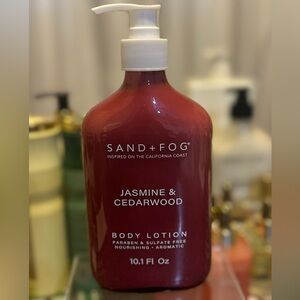 SAND + FOG®
INSPIRED ON THE CALIFORNIA COAST
JASMINE &
CEDARWOOD
BODY LOTION
PARABEN & SULFATE FREE
NOURISHING • AROMATIC
10.1 Fl Oz